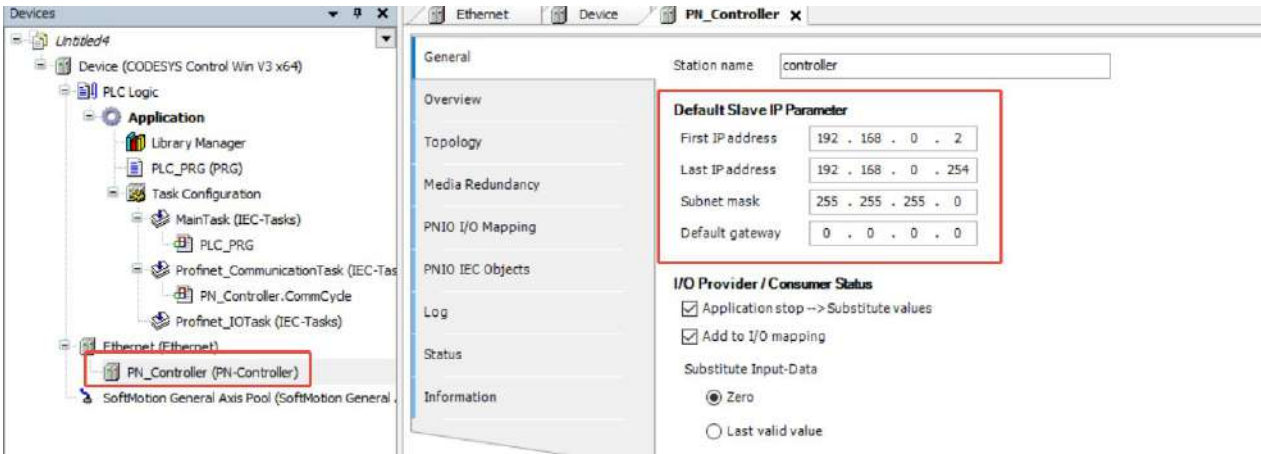 Devices
Untitled4
Device (CODESYS Control Win V3 x64)
PLC Logic
Application
Library Manager
PLC_PRG (PRG)
Task Configuration
MainTask (IEC-Tasks)
PLC_PRG
Profinet_CommunicationTask (IEC-Tas
PN_Controller.CommCycle
Profinet_IOTask (IEC-Tasks)
Ethernet (Ethernet)
PN_Controller (PN-Controller)
SoftMotion General Axis Pool (SoftMotion General
Ethernet Device PN_Controller
General
Overview
Topology
Media Redundancy
PNIO I/O Mapping
PNIO IEC Objects
Log
Status
Information
Station name controller
Default Slave IP Parameter
First IP address 192 . 168 . 0 . 2
Last IP address 192 . 168 . 0 . 254
Subnet mask 255 . 255 . 255 . 0
Default gateway 0 . 0 . 0 . 0
I/O Provider / Consumer Status
Application stop --> Substitute values
Add to I/O mapping
Substitute Input-Data
Zero
Last valid value